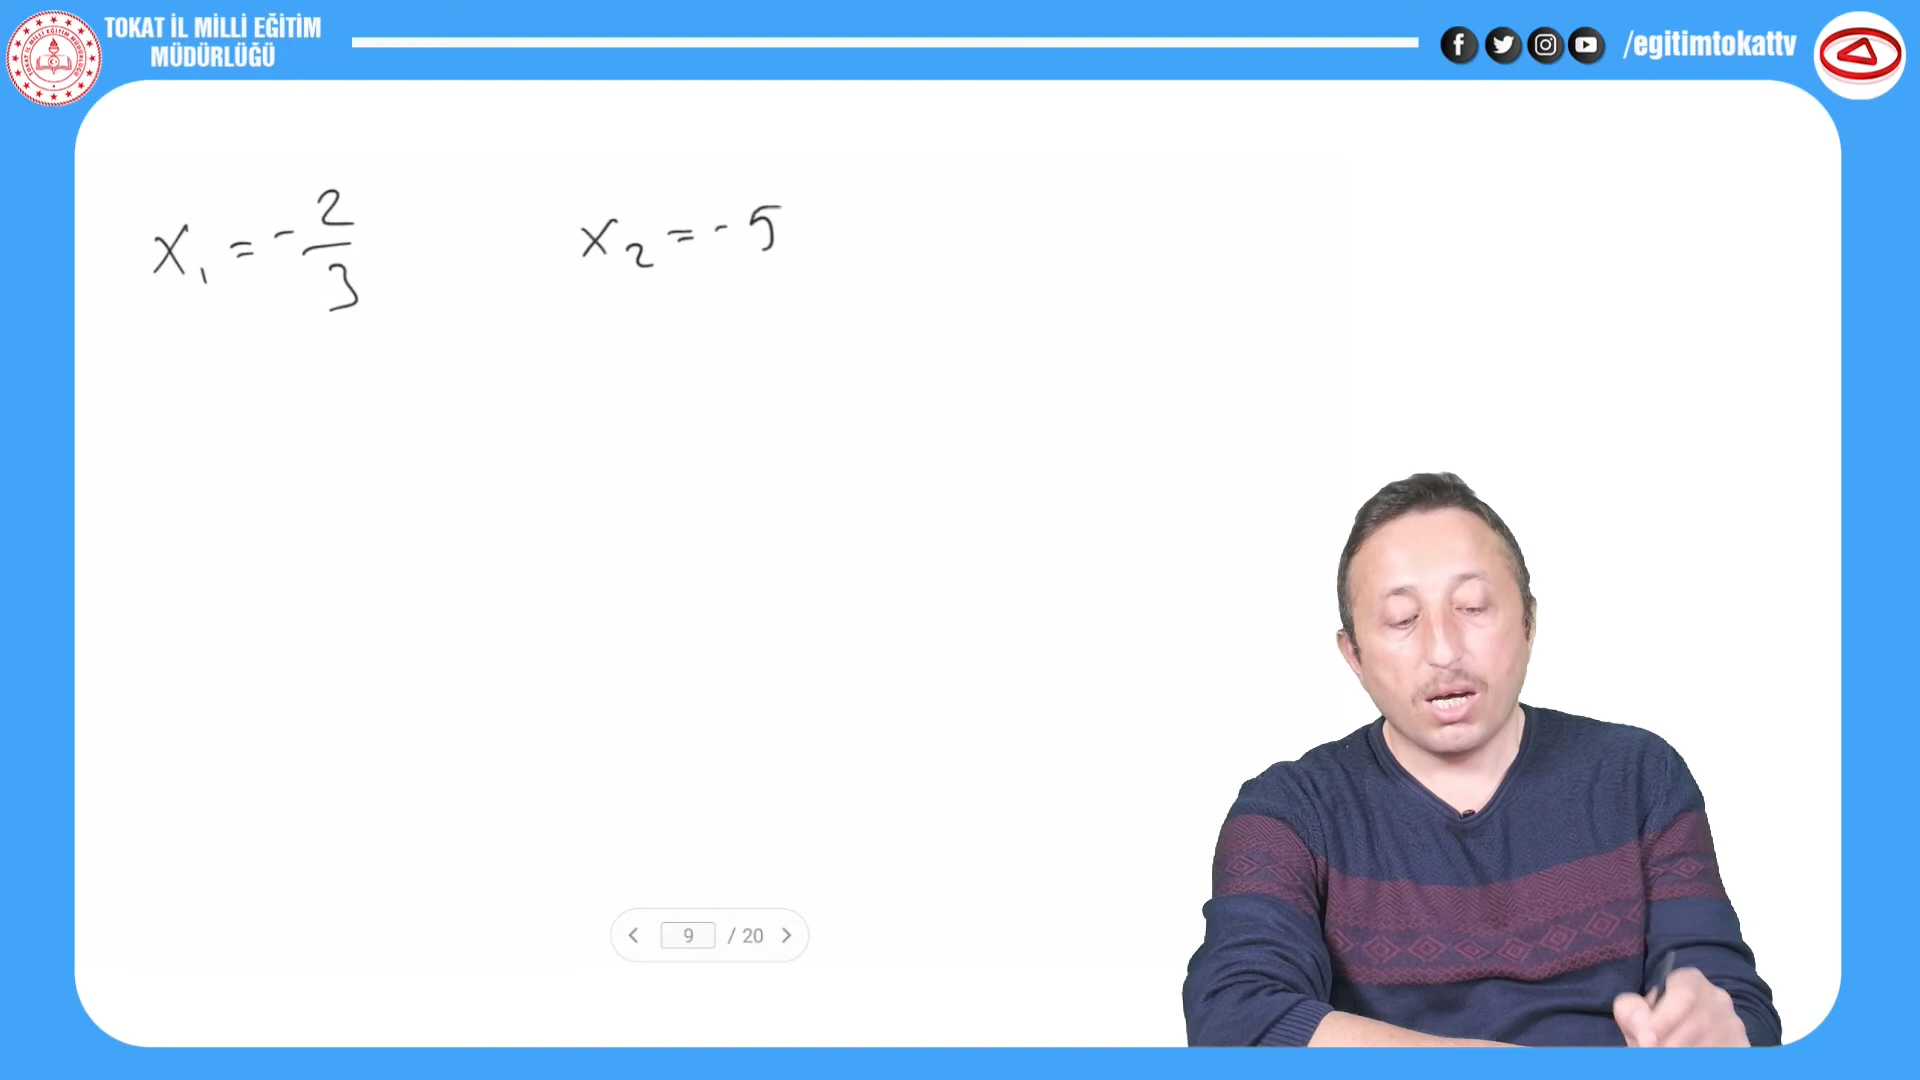 TOKAT İL MİLLİ EĞİTİM
MÜDÜRLÜĞÜ
/egitimtokattv
x₁ = -2/3
x₂ = -5
9 / 20